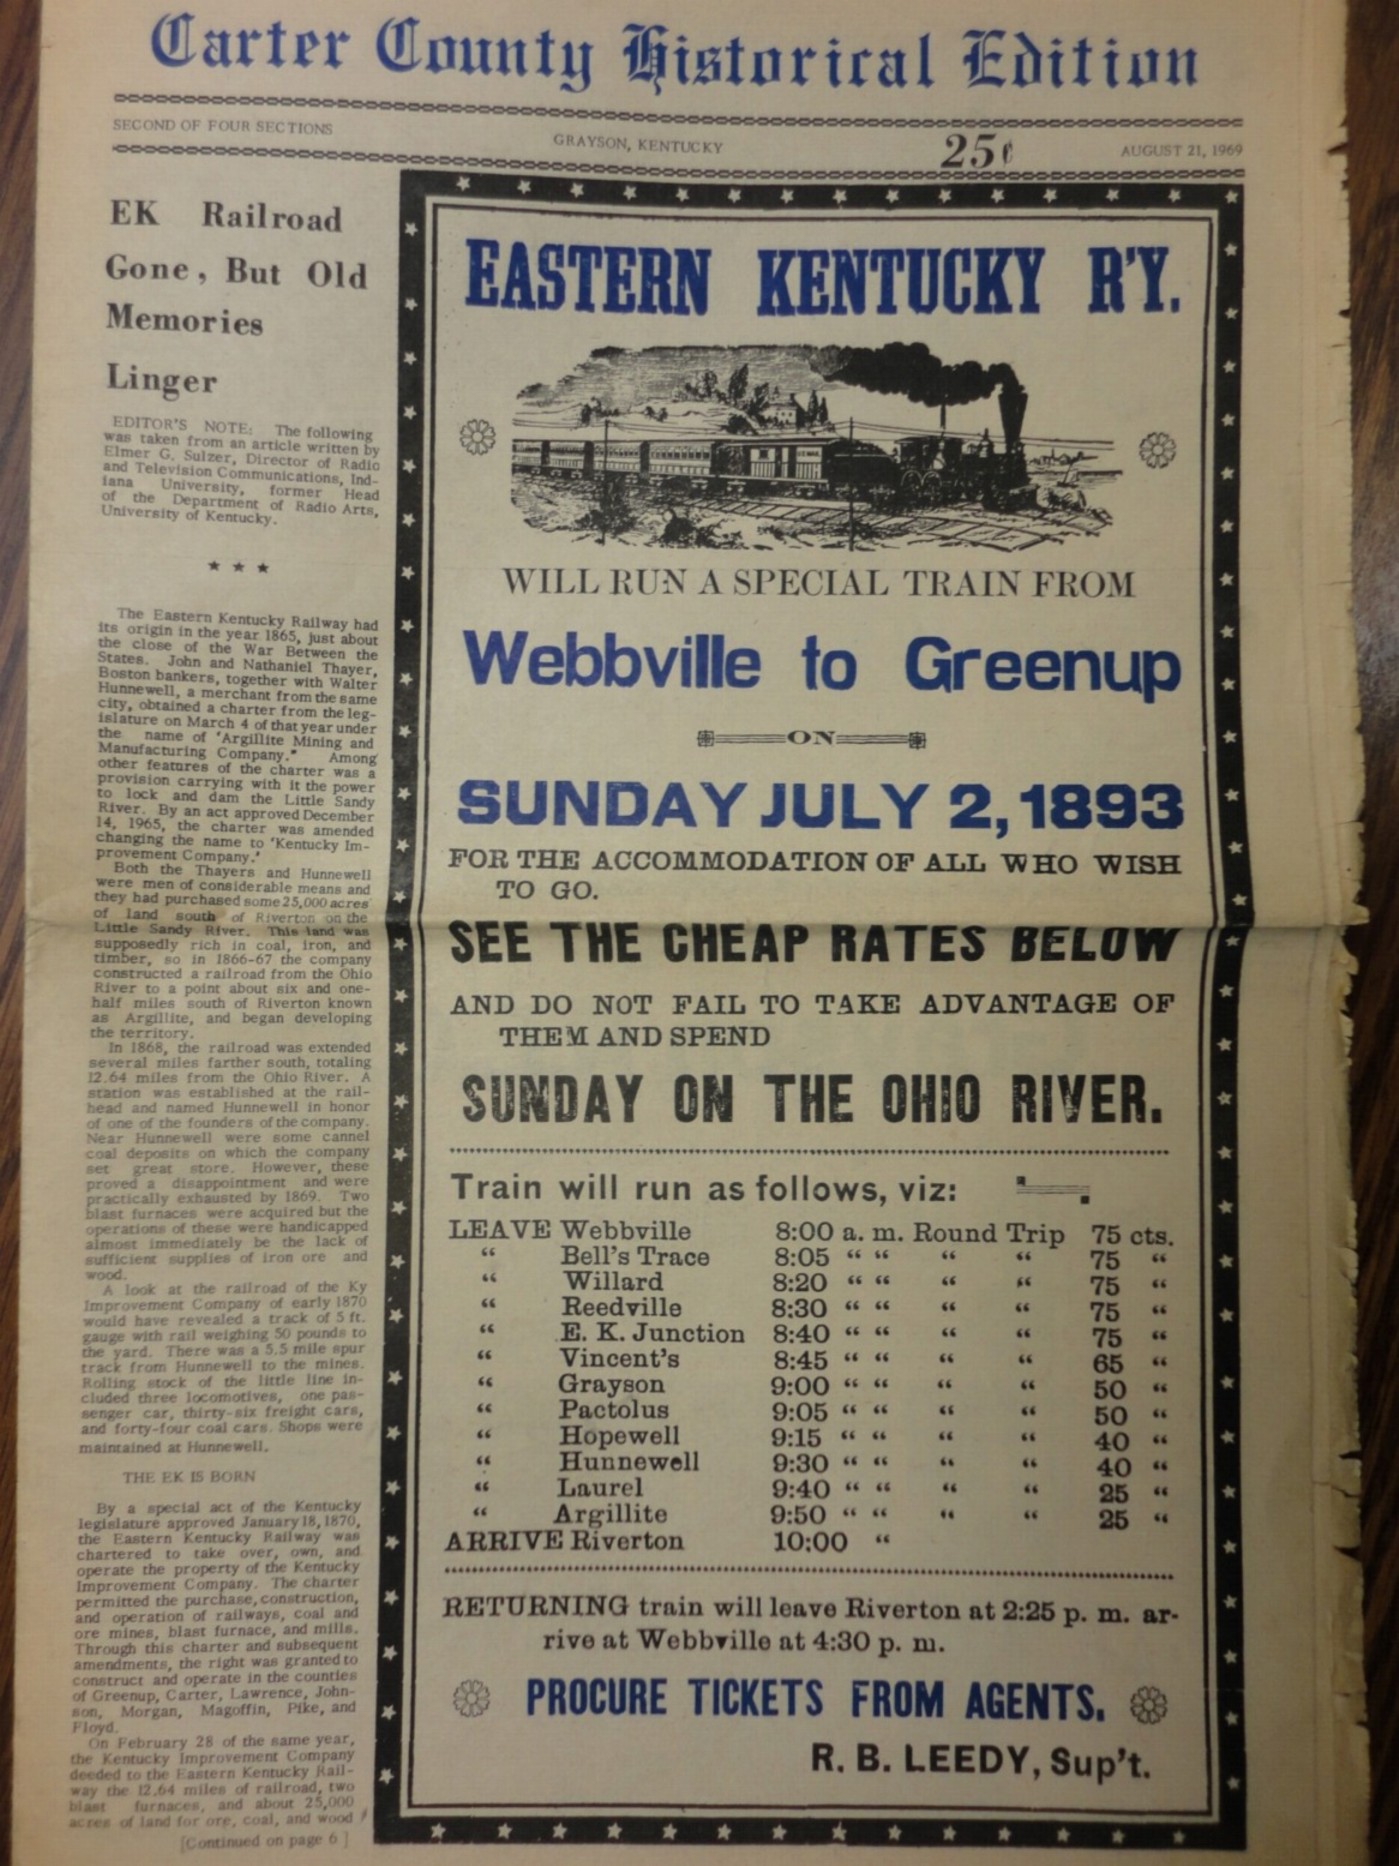 Carter County Historical Edition
SECOND OF FOUR SECTIONS
GRAYSON, KENTUCKY
25¢
AUGUST 21, 1969
EK Railroad
Gone, But Old
Memories
Linger
EDITOR'S NOTE: The following
was taken from an article written by
Elmer G. Sulzer, Director of Radio
and Television Communications, Ind-
iana University, former Head
of the Department of Radio Arts,
University of Kentucky.
★ ★ ★
The Eastern Kentucky Railway had
its origin in the year 1865, just about
the close of the War Between the
States. John and Nathaniel Thayer,
Boston bankers, together with Walter
Hunnewell, a merchant from the same
city, obtained a charter from the leg-
islature on March 4 of that year under
the name of "Argillite Mining and
Manufacturing Company." Among
other features of the charter was a
provision carrying with it the power
to lock and dam the Little Sandy
River. By an act approved December
14, 1965, the charter was amended
changing the name to 'Kentucky Im-
provement Company.'
Both the Thayers and Hunnewell
were men of considerable means and
they had purchased some 25,000 acres
of land south of Riverton on the
Little Sandy River. This land was
supposedly rich in coal, iron, and
timber, so in 1866-67 the company
constructed a railroad from the Ohio
River to a point about six and one-
half miles south of Riverton known
as Argillite, and began developing
the territory.
In 1868, the railroad was extended
several miles farther south, totaling
12.64 miles from the Ohio River. A
station was established at the rail-
head and named Hunnewell in honor
of one of the founders of the company.
Near Hunnewell were some cannel
coal deposits on which the company
set great store. However, these
proved a disappointment and were
practically exhausted by 1869. Two
blast furnaces were acquired but the
operations of these were handicapped
almost immediately be the lack of
sufficient supplies of iron ore and
wood.
A look at the railroad of the Ky
Improvement Company of early 1870
would have revealed a track of 5 ft.
gauge with rail weighing 50 pounds to
the yard. There was a 5.5 mile spur
track from Hunnewell to the mines.
Rolling stock of the little line in-
cluded three locomotives, one pas-
senger car, thirty-six freight cars,
and forty-four coal cars. Shops were
maintained at Hunnewell.
THE EK IS BORN
By a special act of the Kentucky
legislature approved January 18, 1870,
the Eastern Kentucky Railway was
chartered to take over, own, and
operate the property of the Kentucky
Improvement Company. The charter
permitted the purchase, construction,
and operation of railways, coal and
ore mines, blast furnace, and mills.
Through this charter and subsequent
amendments, the right was granted to
construct and operate in the counties
of Greenup, Carter, Lawrence, John-
son, Morgan, Magoffin, Pike, and
Floyd.
On February 28 of the same year,
the Kentucky Improvement Company
deeded to the Eastern Kentucky Rail-
way the 12.64 miles of railroad, two
blast furnaces, and about 25,000
acres of land for ore, coal, and wood
[Continued on page 6]
EASTERN KENTUCKY R'Y.
WILL RUN A SPECIAL TRAIN FROM
Webbville to Greenup
ON
SUNDAY JULY 2, 1893
FOR THE ACCOMMODATION OF ALL WHO WISH
TO GO.
SEE THE CHEAP RATES BELOW
AND DO NOT FAIL TO TAKE ADVANTAGE OF
THEM AND SPEND
SUNDAY ON THE OHIO RIVER.
Train will run as follows, viz:
LEAVE Webbville 8:00 a. m. Round Trip 75 cts.
“ Bell's Trace 8:05 “ “ “ “ 75 “
“ Willard 8:20 “ “ “ “ 75 “
“ Reedville 8:30 “ “ “ “ 75 “
“ E. K. Junction 8:40 “ “ “ “ 75 “
“ Vincent's 8:45 “ “ “ “ 65 “
“ Grayson 9:00 “ “ “ “ 50 “
“ Pactolus 9:05 “ “ “ “ 50 “
“ Hopewell 9:15 “ “ “ “ 40 “
“ Hunnewell 9:30 “ “ “ “ 40 “
“ Laurel 9:40 “ “ “ “ 25 “
“ Argillite 9:50 “ “ “ “ 25 “
ARRIVE Riverton 10:00 “
RETURNING train will leave Riverton at 2:25 p. m. ar-
rive at Webbville at 4:30 p. m.
PROCURE TICKETS FROM AGENTS.
R. B. LEEDY, Sup't.